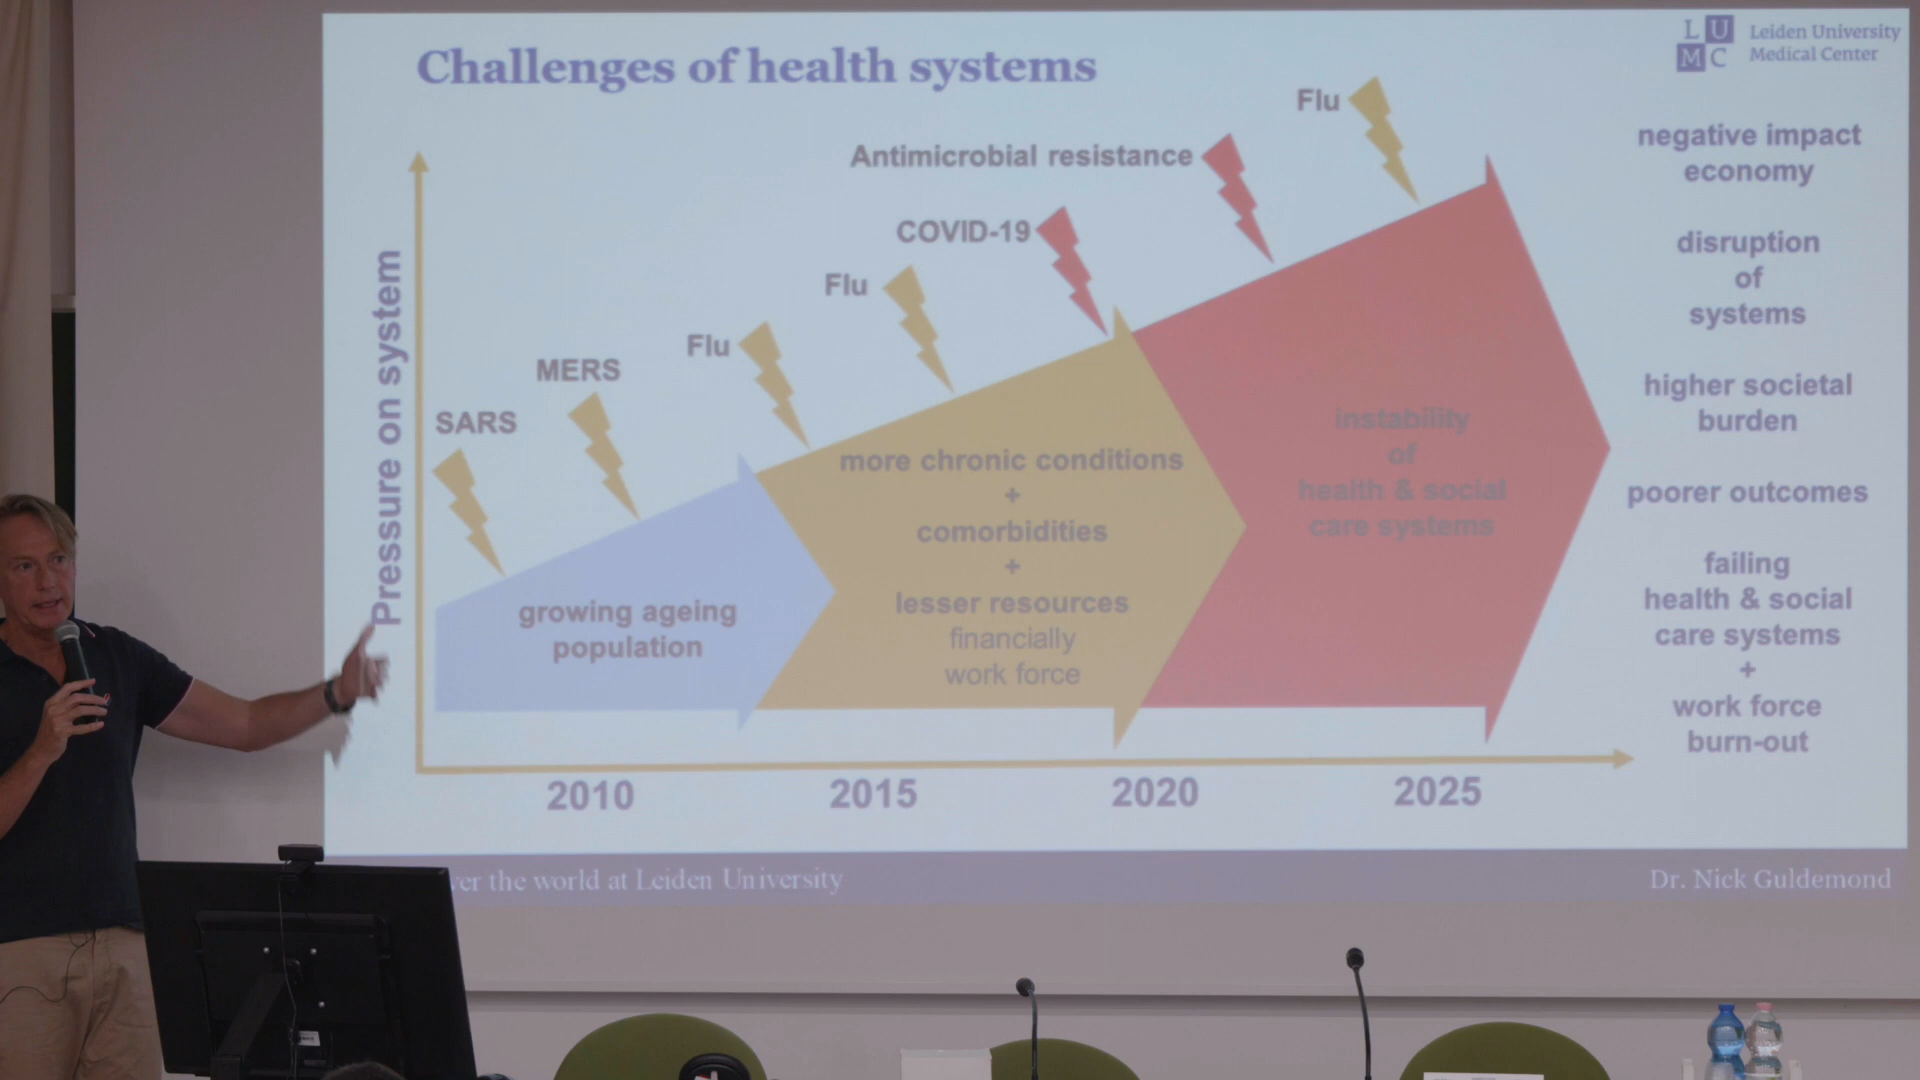 Challenges of health systems
L U
M C
Leiden University
Medical Center
Pressure on system
SARS
MERS
Flu
Flu
COVID-19
Antimicrobial resistance
Flu
growing ageing
population
more chronic conditions
+
comorbidities
+
lesser resources
financially
work force
instability
of
health & social
care systems
negative impact
economy
disruption
of
systems
higher societal
burden
poorer outcomes
failing
health & social
care systems
+
work force
burn-out
2010
2015
2020
2025
ver the world at Leiden University
Dr. Nick Guldemond